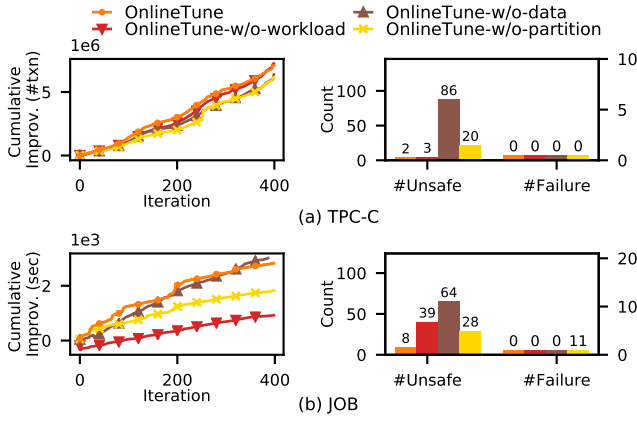 OnlineTune
OnlineTune-w/o-data
OnlineTune-w/o-workload
OnlineTune-w/o-partition
1e6
Cumulative
Improv. (#txn)
5
0
0
200
400
Iteration
Count
100
50
0
2
3
86
20
0
0
0
0
10
5
0
#Unsafe
#Failure
(a) TPC-C
1e3
Cumulative
Improv. (sec)
2
0
0
200
400
Iteration
Count
100
50
0
8
39
64
28
0
0
0
11
20
10
0
#Unsafe
#Failure
(b) JOB